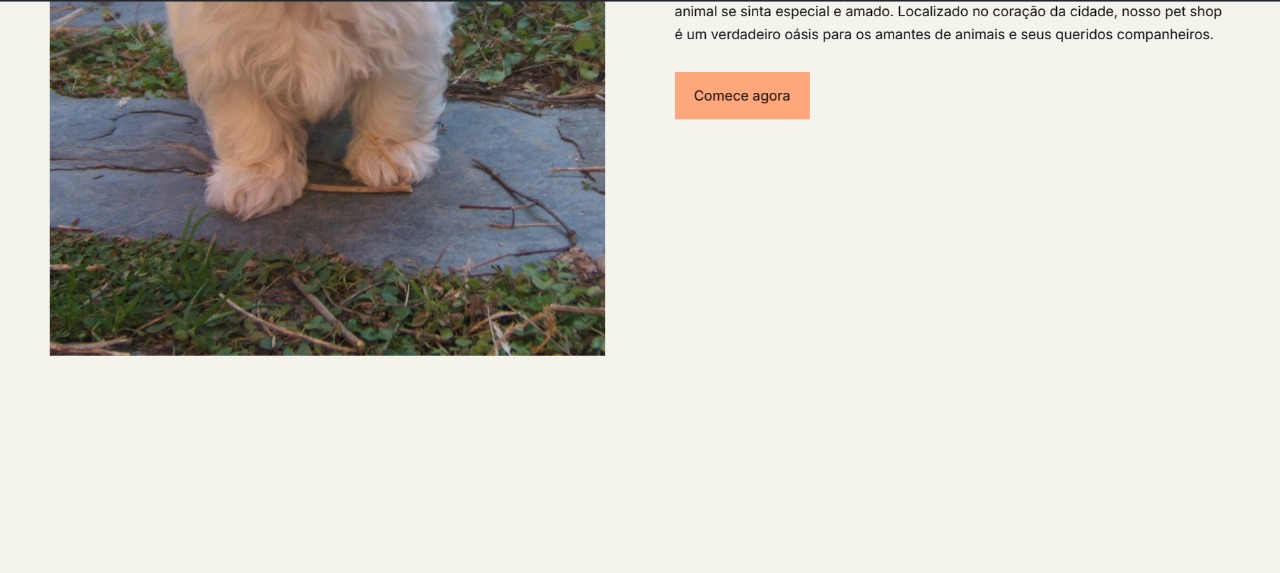 animal se sinta especial e amado. Localizado no coração da cidade, nosso pet shop
é um verdadeiro oásis para os amantes de animais e seus queridos companheiros.
Comece agora